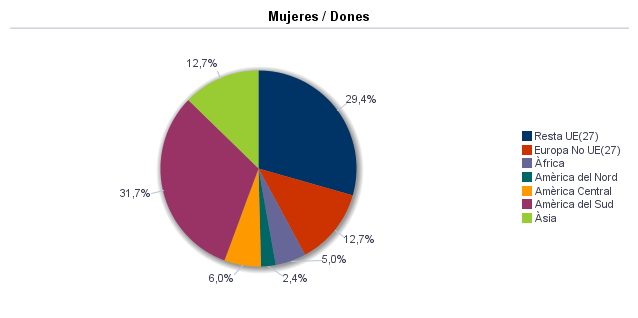 Mujeres / Dones
12,7%
29,4%
31,7%
12,7%
5,0%
6,0%
2,4%
Resta UE(27)
Europa No UE(27)
Àfrica
Amèrica del Nord
Amèrica Central
Amèrica del Sud
Àsia